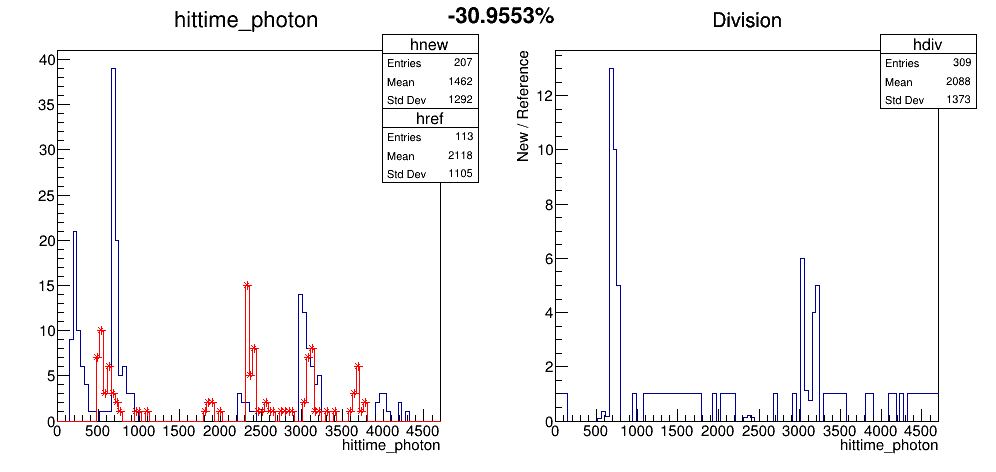 hittime_photon
-30.9553%
Division
hnew
Entries 207
Mean 1462
Std Dev 1292
href
Entries 113
Mean 2118
Std Dev 1105
40
35
30
25
20
15
10
5
0
0 500 1000 1500 2000 2500 3000 3500 4000 4500
hittime_photon
hdiv
Entries 309
Mean 2088
Std Dev 1373
New / Reference
12
10
8
6
4
2
0
0 500 1000 1500 2000 2500 3000 3500 4000 4500
hittime_photon